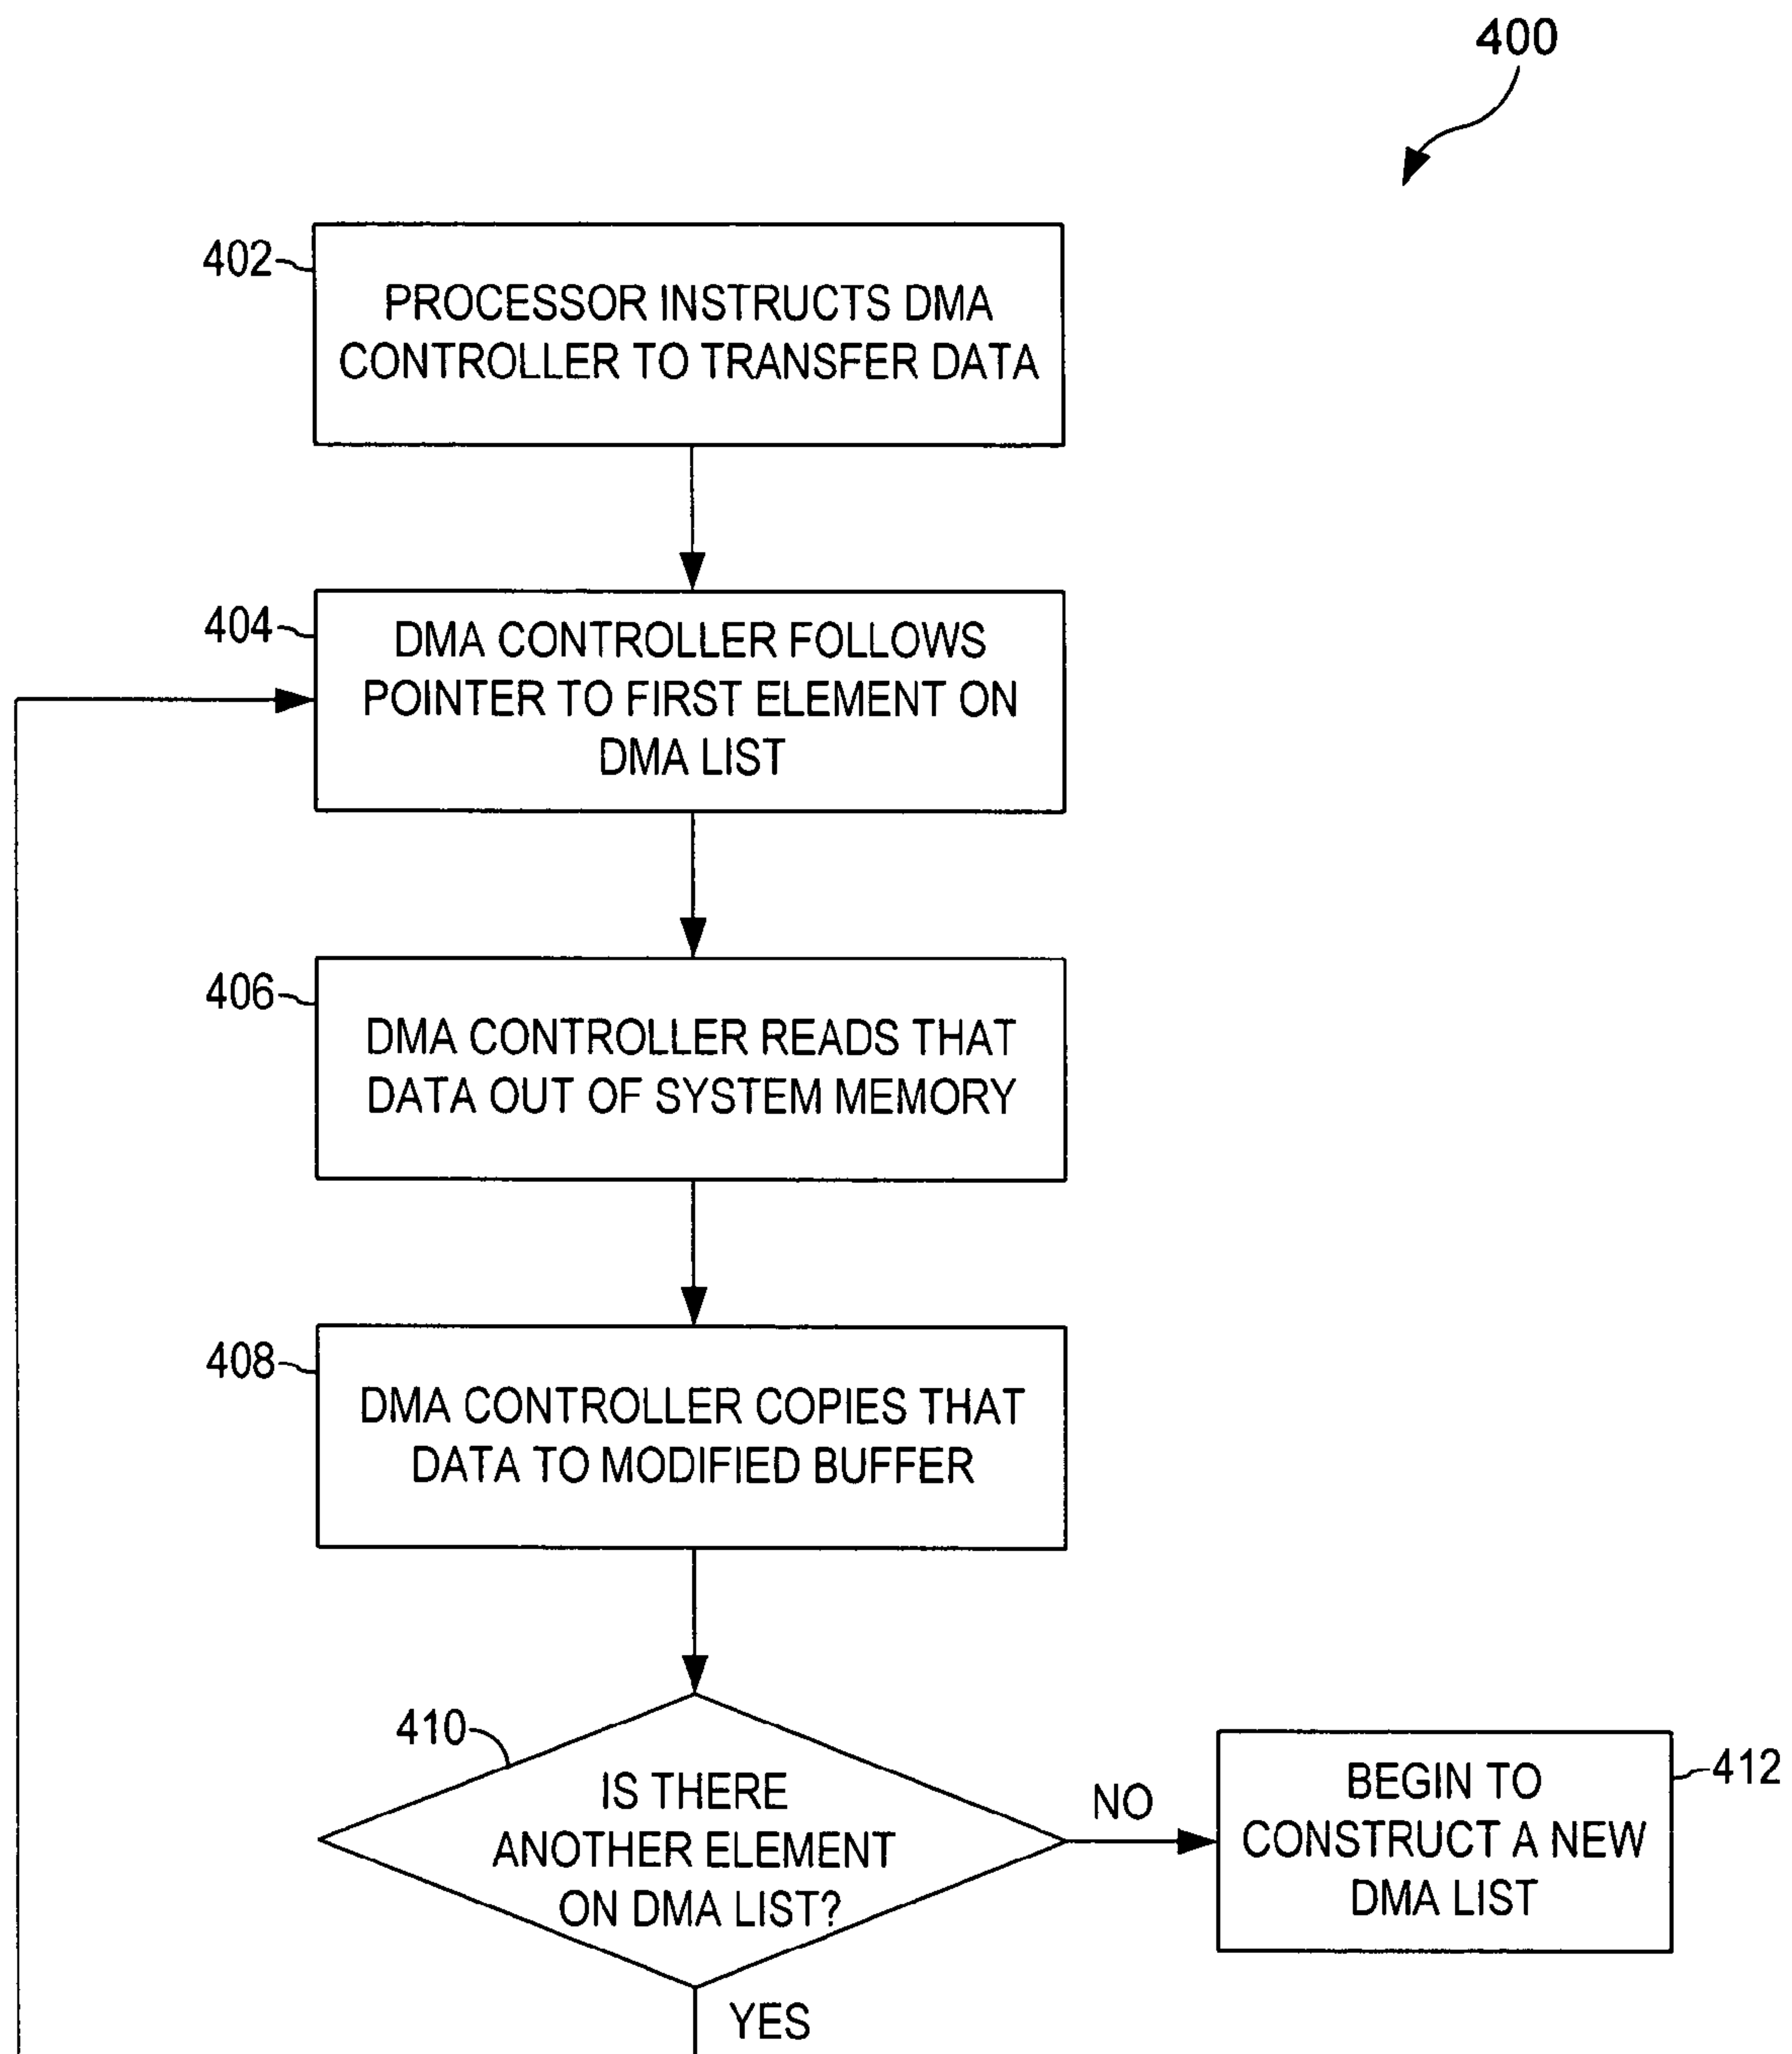 400
402
PROCESSOR INSTRUCTS DMA
CONTROLLER TO TRANSFER DATA
404
DMA CONTROLLER FOLLOWS
POINTER TO FIRST ELEMENT ON
DMA LIST
406
DMA CONTROLLER READS THAT
DATA OUT OF SYSTEM MEMORY
408
DMA CONTROLLER COPIES THAT
DATA TO MODIFIED BUFFER
410
IS THERE
ANOTHER ELEMENT
ON DMA LIST?
NO
412
BEGIN TO
CONSTRUCT A NEW
DMA LIST
YES